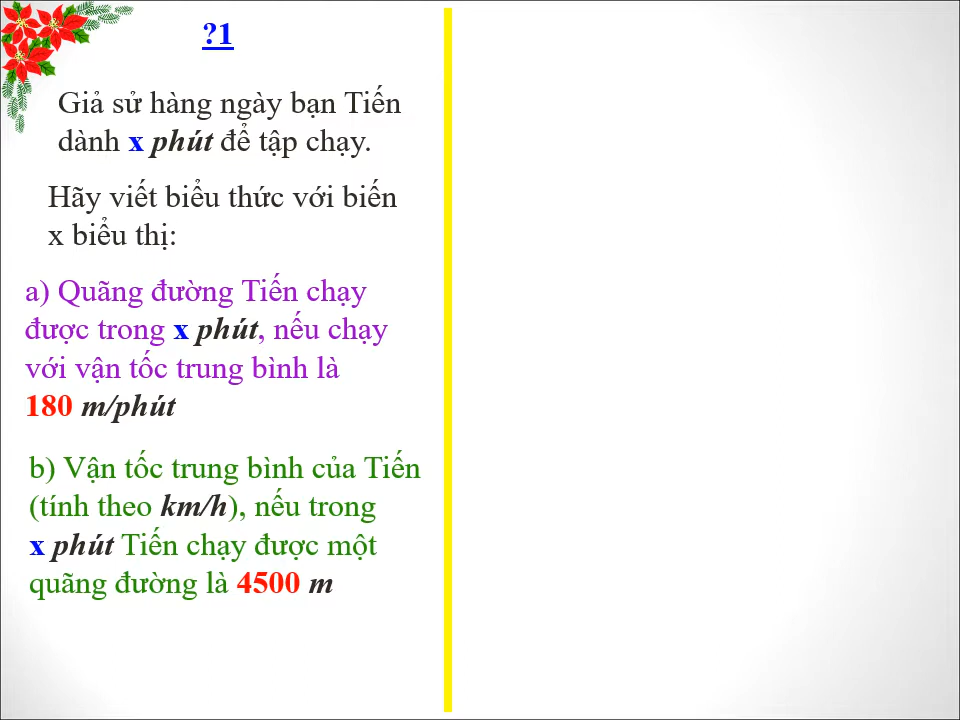 ?1
Giả sử hàng ngày bạn Tiến
dành x phút để tập chạy.
Hãy viết biểu thức với biến
x biểu thị:
a) Quãng đường Tiến chạy
được trong x phút, nếu chạy
với vận tốc trung bình là
180 m/phút
b) Vận tốc trung bình của Tiến
(tính theo km/h), nếu trong
x phút Tiến chạy được một
quãng đường là 4500 m